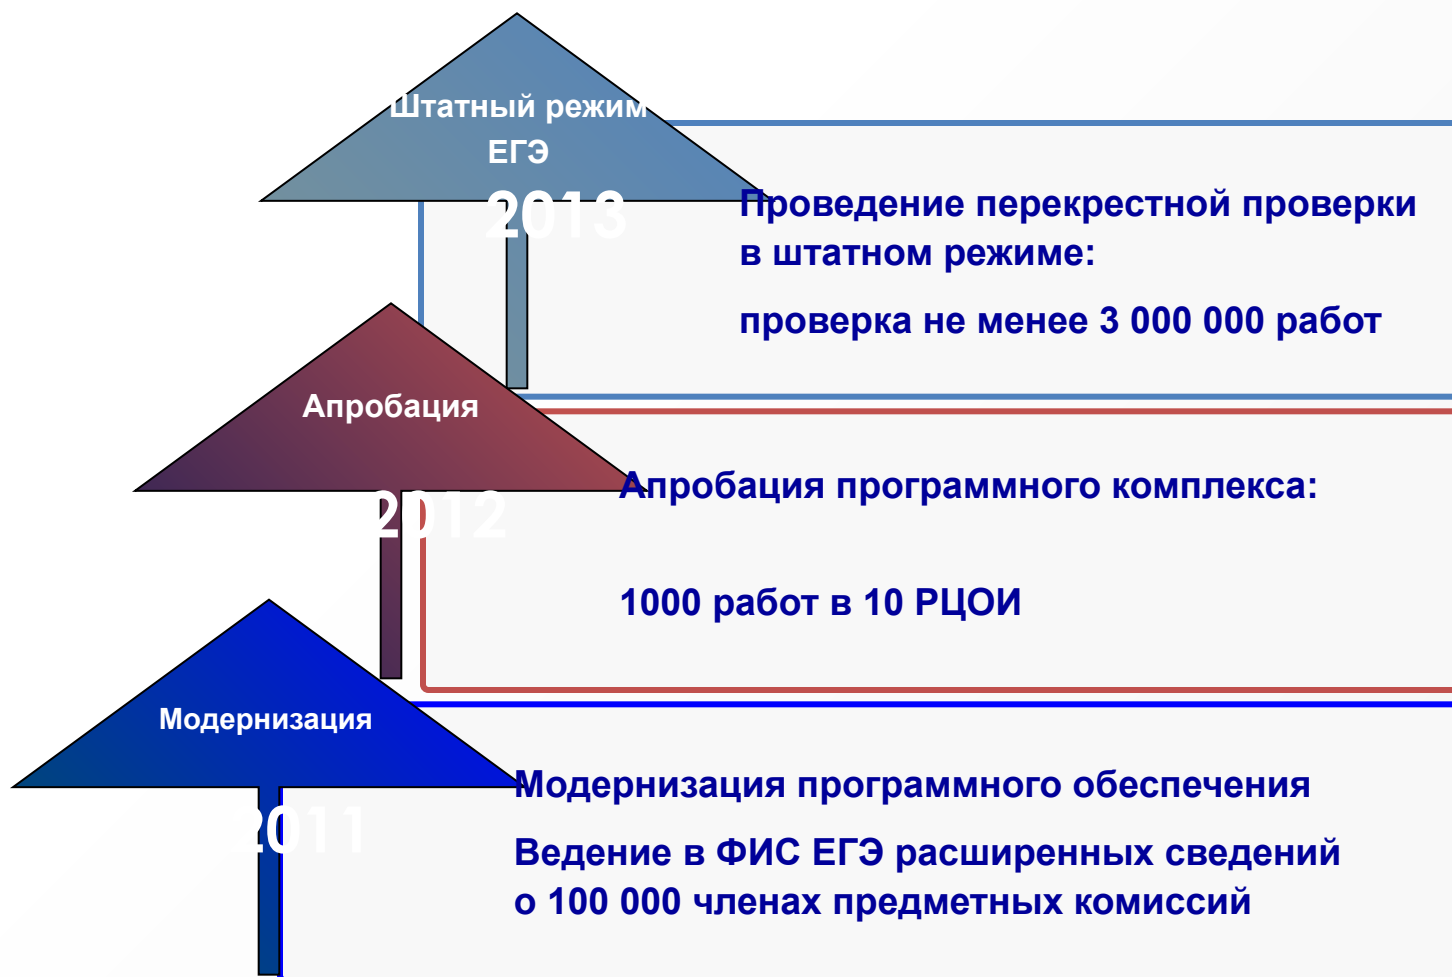 Штатный режим
ЕГЭ
2013
Проведение перекрестной проверки
в штатном режиме:
проверка не менее 3 000 000 работ
Апробация
2012
Апробация программного комплекса:
1000 работ в 10 РЦОИ
Модернизация
2011
Модернизация программного обеспечения
Ведение в ФИС ЕГЭ расширенных сведений
о 100 000 членах предметных комиссий